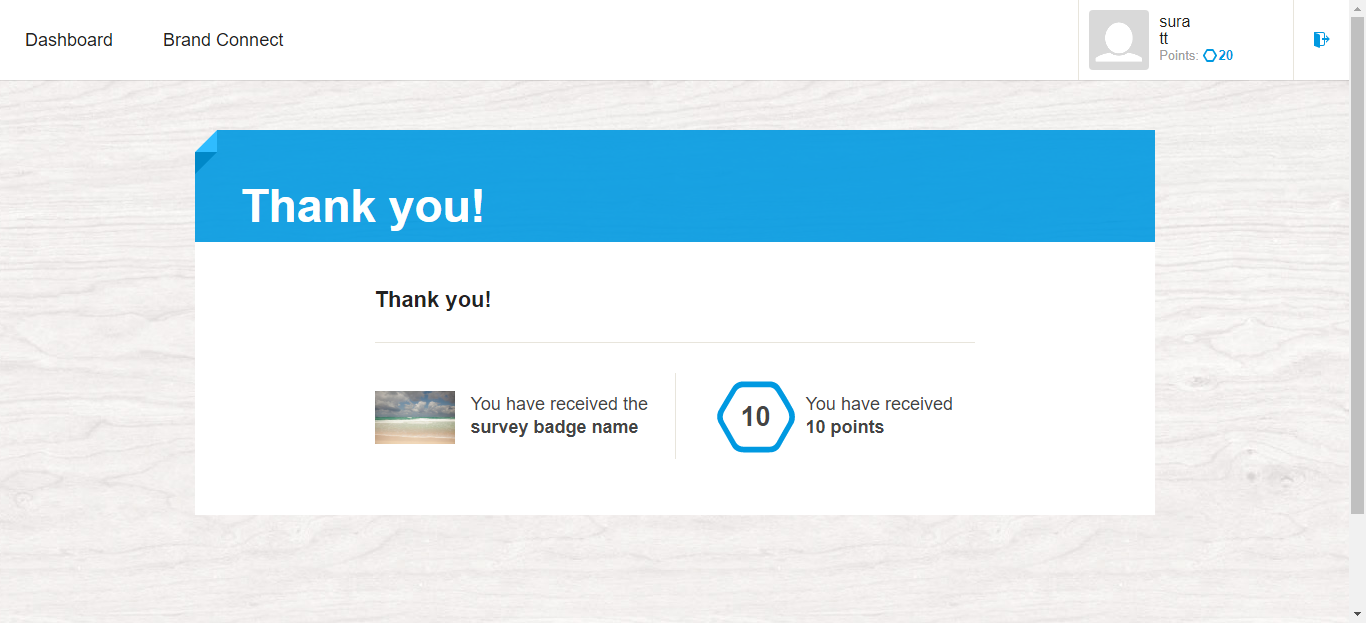 Dashboard
Brand Connect
sura
tt
Points: 20
Thank you!
Thank you!
You have received the
survey badge name
10
You have received
10 points